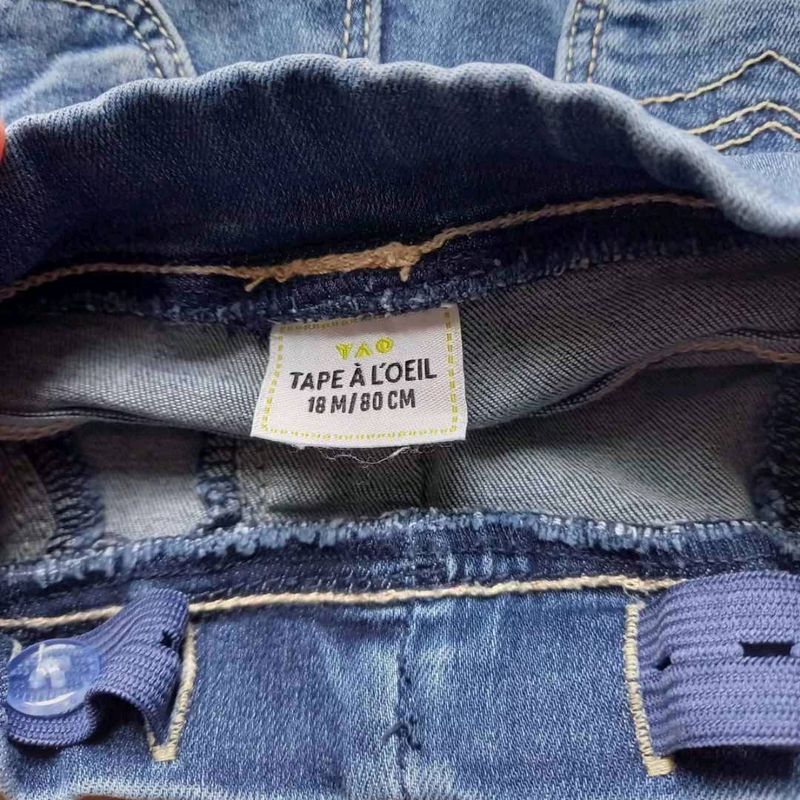 TAO
TAPE À L'OEIL
18 M/80 CM